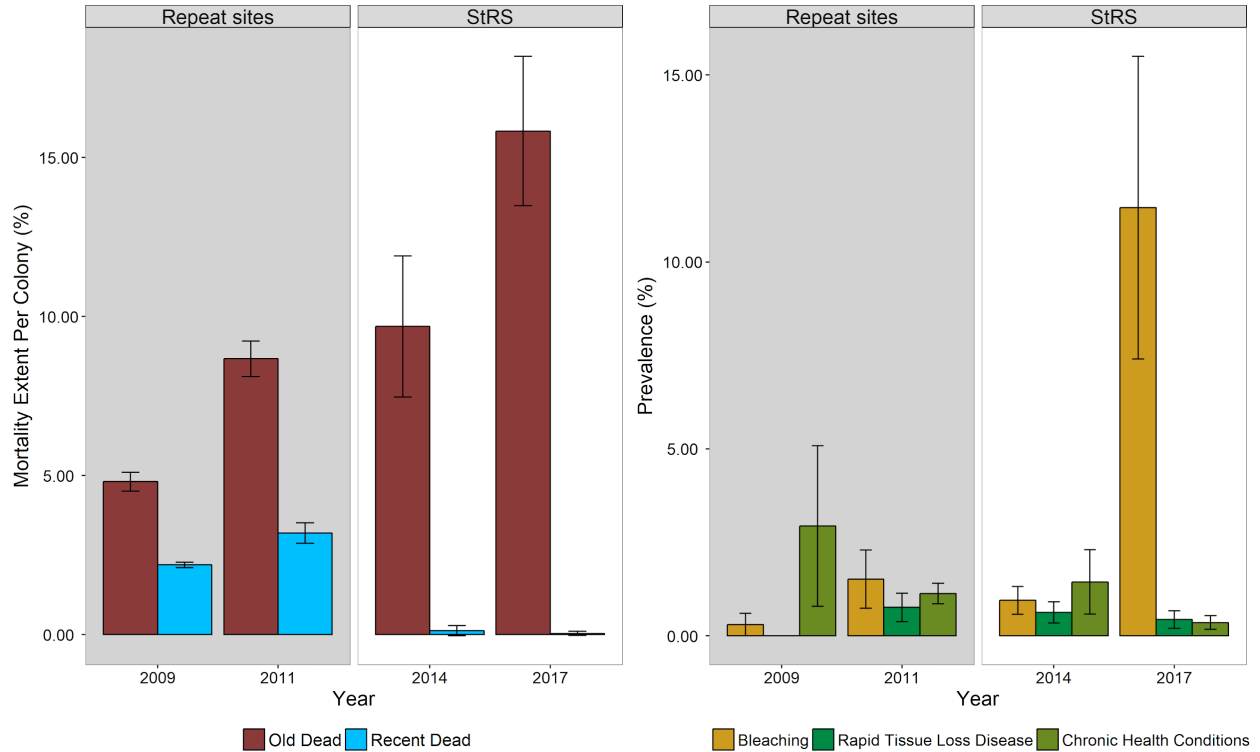 Repeat sites
StRS
Mortality Extent Per Colony (%)
15.00
10.00
5.00
0.00
2009
2011
2014
2017
Year
Old Dead
Recent Dead
Repeat sites
StRS
Prevalence (%)
15.00
10.00
5.00
0.00
2009
2011
2014
2017
Year
Bleaching
Rapid Tissue Loss Disease
Chronic Health Conditions